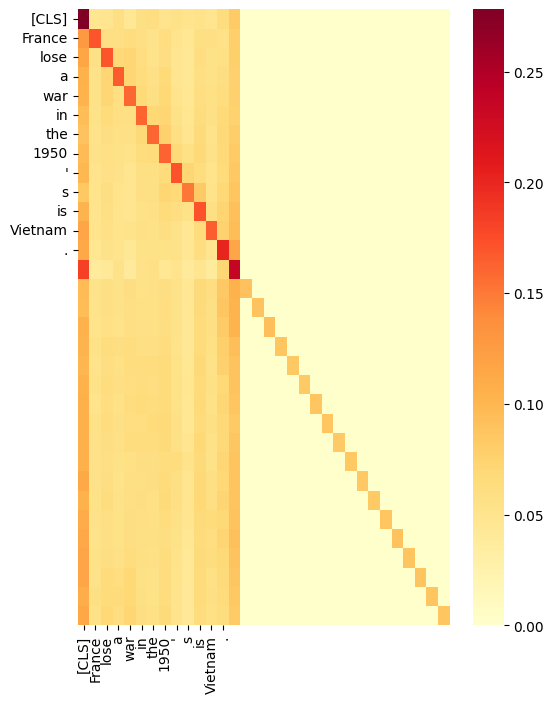 [CLS]
France
lose
a
war
in
the
1950
'
s
is
Vietnam
.
0.25
0.20
0.15
0.10
0.05
0.00
[CLS]
France
lose
a
war
in
the
1950
'
s
is
Vietnam
.